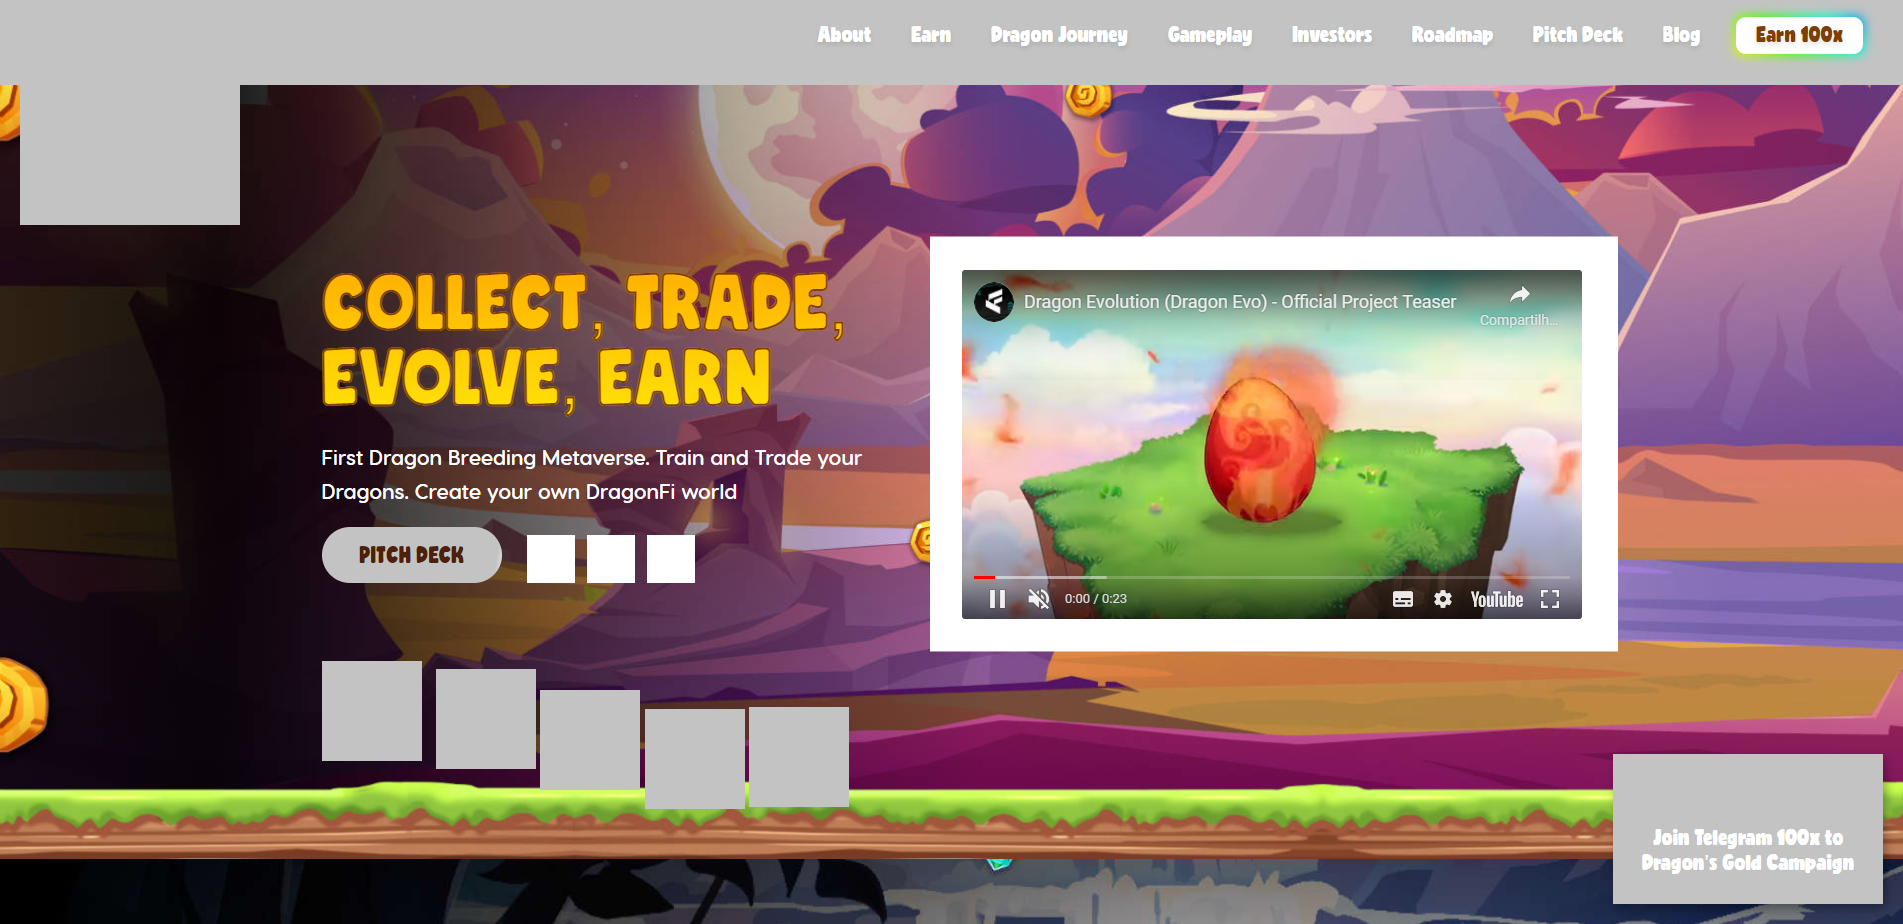 About Earn Dragon Journey Gameplay Investors Roadmap Pitch Deck Blog Earn 100x
COLLECT, TRADE,
EVOLVE, EARN
First Dragon Breeding Metaverse. Train and Trade your
Dragons. Create your own DragonFi world
PITCH DECK
Dragon Evolution (Dragon Evo) - Official Project Teaser
Compartilh...
0:00 / 0:23
YouTube
Join Telegram 100x to
Dragon's Gold Campaign